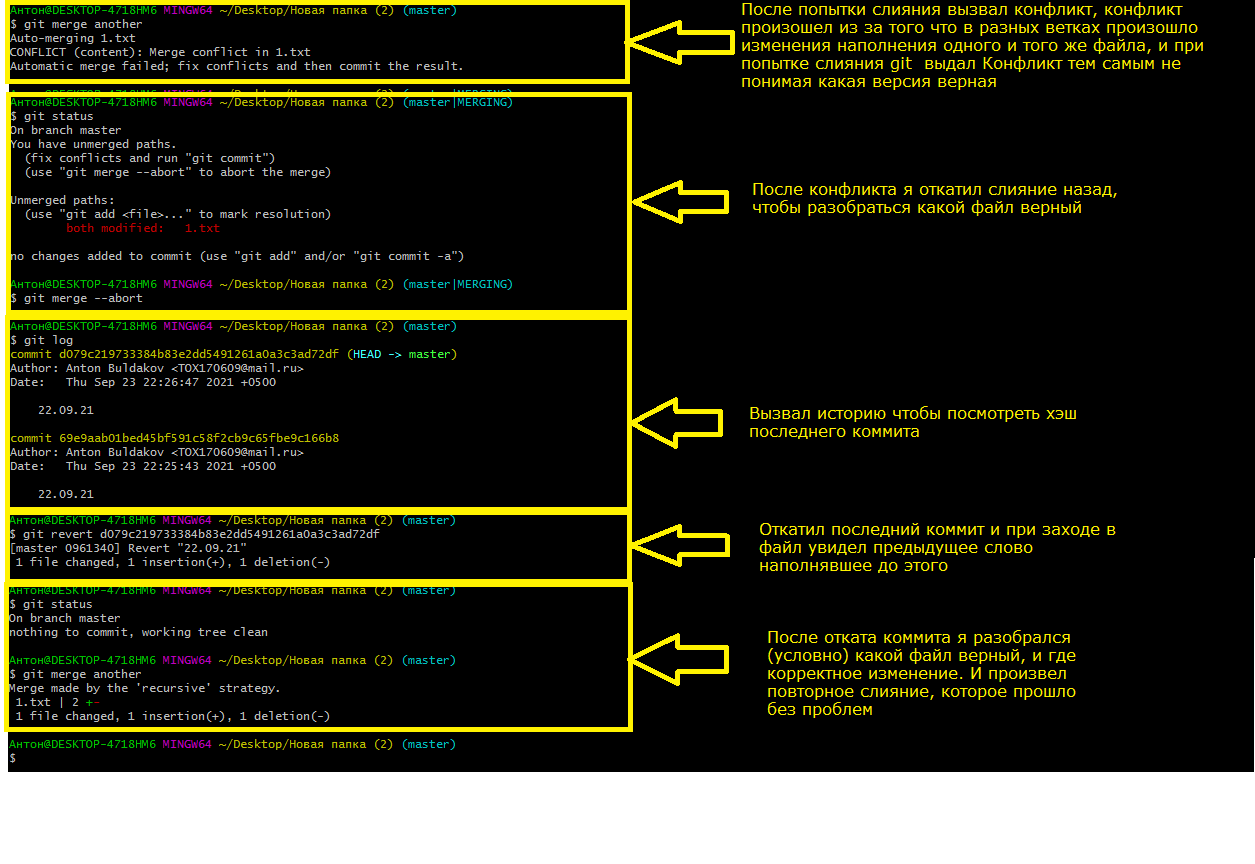 Антон@DESKTOP-4718HM6 MINGW64 ~/Desktop/Новая папка (2) (master)
$ git merge another
Auto-merging 1.txt
CONFLICT (content): Merge conflict in 1.txt
Automatic merge failed; fix conflicts and then commit the result.
После попытки слияния вызвал конфликт, конфликт
произошел из за того что в разных ветках произошло
изменения наполнения одного и того же файла, и при
попытке слияния git выдал Конфликт тем самым не
понимая какая версия верная
Антон@DESKTOP-4718HM6 MINGW64 ~/Desktop/Новая папка (2) (master|MERGING)
$ git status
On branch master
You have unmerged paths.
(fix conflicts and run "git commit")
(use "git merge --abort" to abort the merge)
Unmerged paths:
(use "git add <file>..." to mark resolution)
both modified: 1.txt
no changes added to commit (use "git add" and/or "git commit -a")
Антон@DESKTOP-4718HM6 MINGW64 ~/Desktop/Новая папка (2) (master|MERGING)
$ git merge --abort
После конфликта я откатил слияние назад,
чтобы разобраться какой файл верный
Антон@DESKTOP-4718HM6 MINGW64 ~/Desktop/Новая папка (2) (master)
$ git log
commit d079c219733384b83e2dd5491261a0a3c3ad72df (HEAD -> master)
Author: Anton Buldakov <TOX170609@mail.ru>
Date: Thu Sep 23 22:26:47 2021 +0500
22.09.21
commit 69e9aab01bed45bf591c58f2cb9c65fbe9c166b8
Author: Anton Buldakov <TOX170609@mail.ru>
Date: Thu Sep 23 22:25:43 2021 +0500
22.09.21
Вызвал историю чтобы посмотреть хэш
последнего коммита
Антон@DESKTOP-4718HM6 MINGW64 ~/Desktop/Новая папка (2) (master)
$ git revert d079c219733384b83e2dd5491261a0a3c3ad72df
[master 0961340] Revert "22.09.21"
1 file changed, 1 insertion(+), 1 deletion(-)
Откатил последний коммит и при заходе в
файл увидел предыдущее слово
наполнявшее до этого
Антон@DESKTOP-4718HM6 MINGW64 ~/Desktop/Новая папка (2) (master)
$ git status
On branch master
nothing to commit, working tree clean
Антон@DESKTOP-4718HM6 MINGW64 ~/Desktop/Новая папка (2) (master)
$ git merge another
Merge made by the 'recursive' strategy.
1.txt | 2 +-
1 file changed, 1 insertion(+), 1 deletion(-)
После отката коммита я разобрался
(условно) какой файл верный, и где
корректное изменение. И произвел
повторное слияние, которое прошло
без проблем
Антон@DESKTOP-4718HM6 MINGW64 ~/Desktop/Новая папка (2) (master)
$